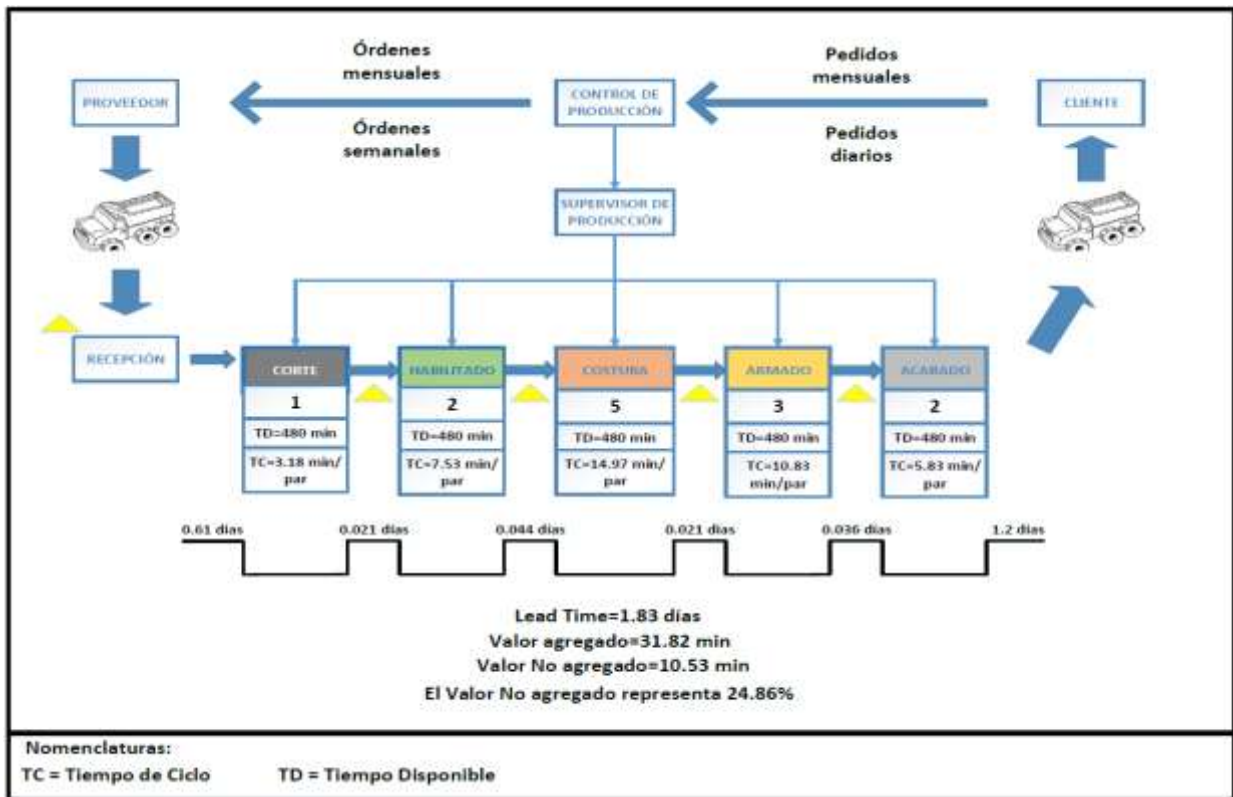 Órdenes
mensuales
Pedidos
mensuales
PROVEEDOR
CONTROL DE
PRODUCCIÓN
CLIENTE
Órdenes
semanales
Pedidos
diarios
SUPERVISOR DE
PRODUCCIÓN
RECEPCIÓN
CORTE
HABILITADO
COSTURA
ARMADO
ACABADO
1
2
5
3
2
TD=480 min
TD=480 min
TD=480 min
TD=480 min
TD=480 min
TC=3.18 min/
par
TC=7.53 min/
par
TC=14.97 min/
par
TC=10.83
min/par
TC=5.83 min/
par
0.61 días
0.021 días
0.044 días
0.021 días
0.036 días
1.2 días
Lead Time=1.83 días
Valor agregado=31.82 min
Valor No agregado=10.53 min
El Valor No agregado representa 24.86%
Nomenclaturas:
TC = Tiempo de Ciclo
TD = Tiempo Disponible